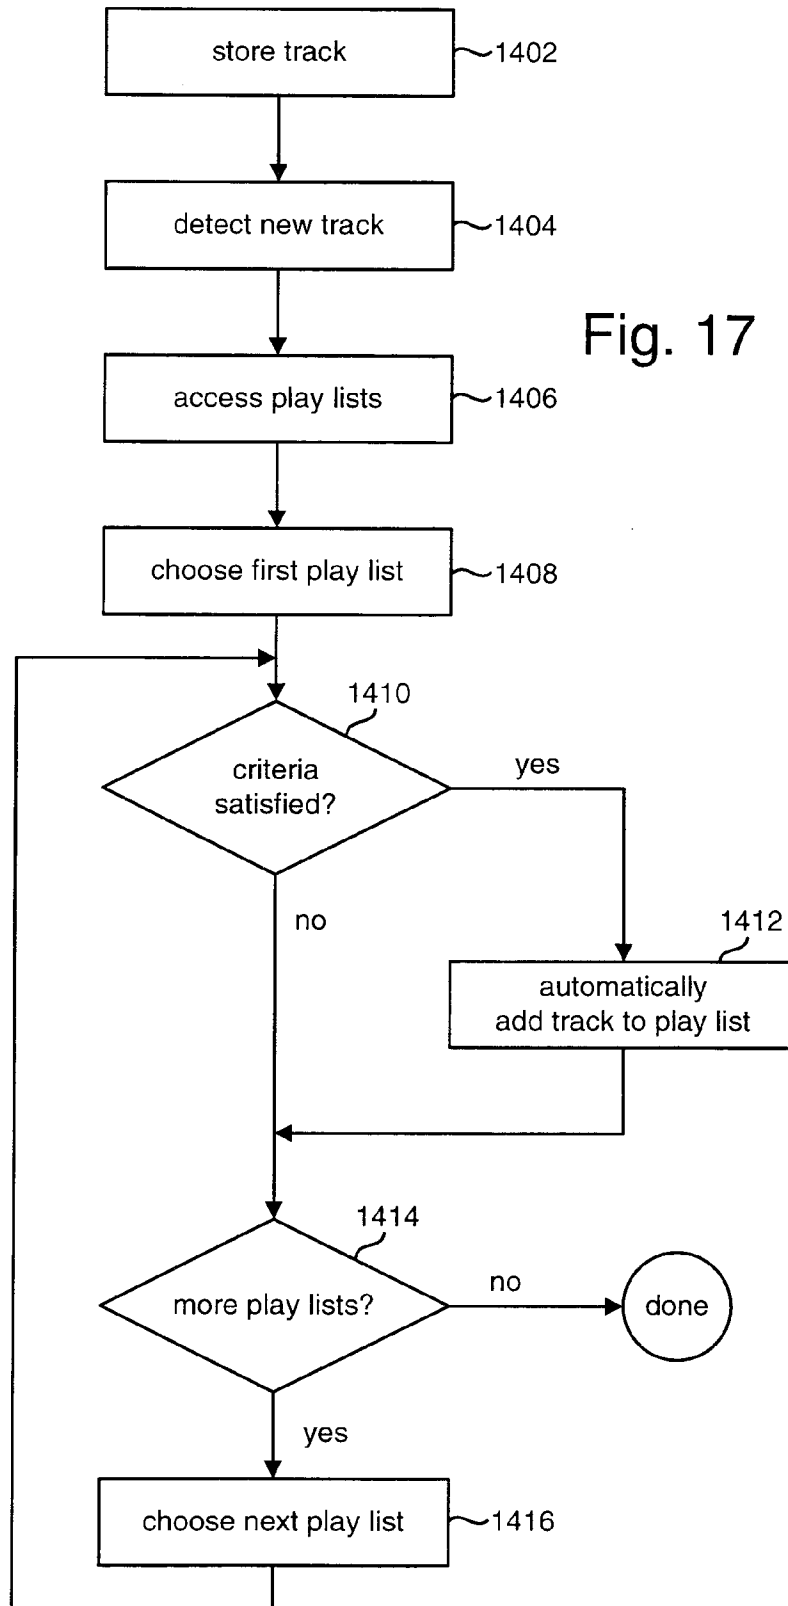 store track
1402
detect new track
1404
Fig. 17
access play lists
1406
choose first play list
1408
1410
criteria
satisfied?
yes
no
1412
automatically
add track to play list
1414
more play lists?
no
done
yes
choose next play list
1416